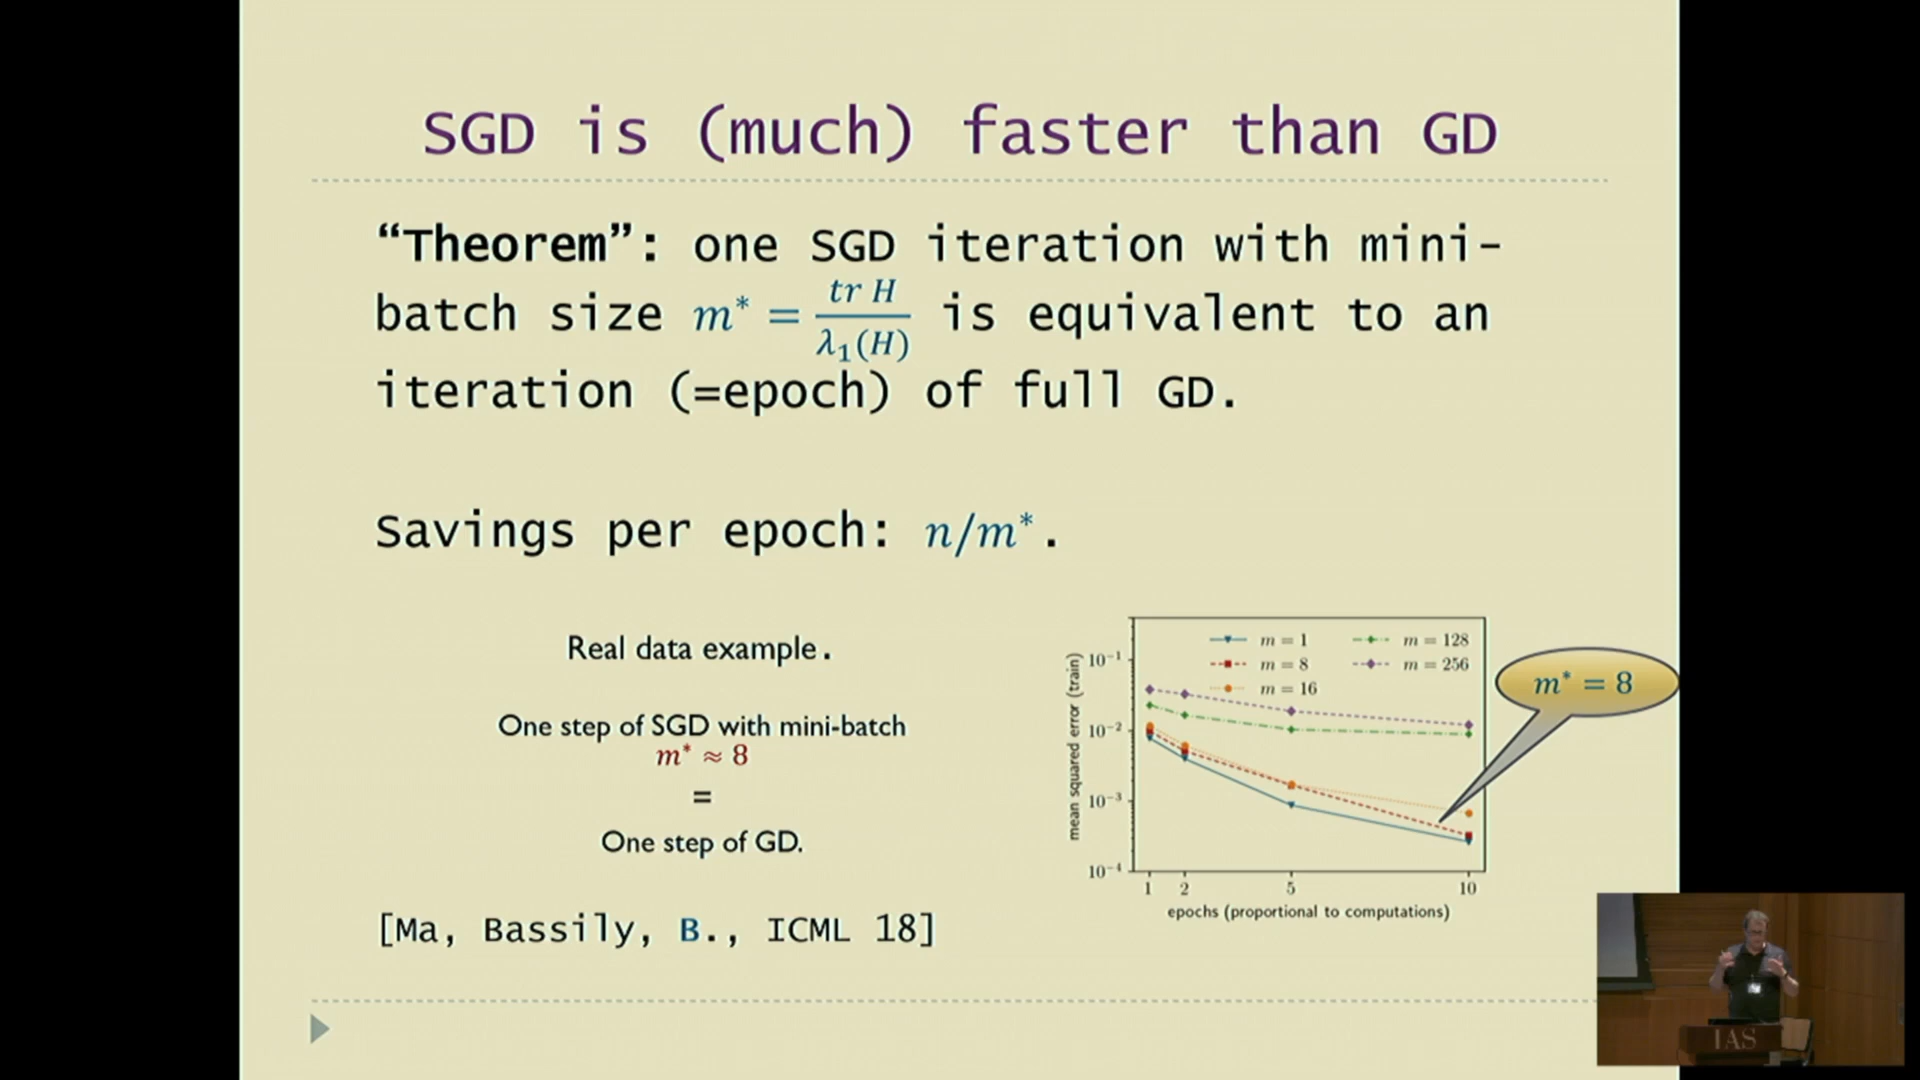 SGD is (much) faster than GD
“Theorem”: one SGD iteration with mini-
batch size m* = tr H / λ₁(H) is equivalent to an
iteration (=epoch) of full GD.
Savings per epoch: n/m*.
Real data example.
One step of SGD with mini-batch
m* ≈ 8
=
One step of GD.
[Ma, Bassily, B., ICML 18]
mean squared error (train)
10⁻¹
10⁻²
10⁻³
10⁻⁴
m = 1
m = 8
m = 16
m = 128
m = 256
1 2 5 10
epochs (proportional to computations)
m* = 8
IAS